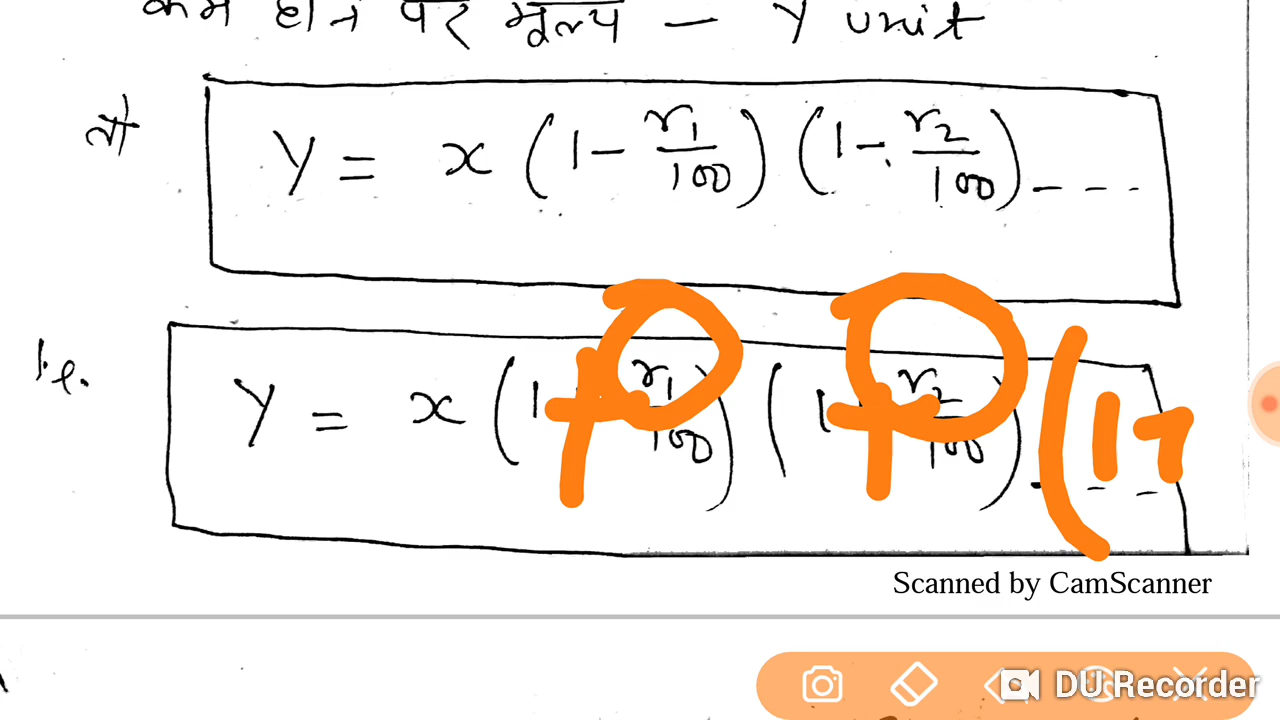 कम होने पर मूल्य — Y unit
तो
Y = x (1 - r₁/100) (1 - r₂/100) - - - -
i.e.
Y = x (1 + r₁/100) (1 + r₂/100) . (1 + - -
Scanned by CamScanner
DU Recorder